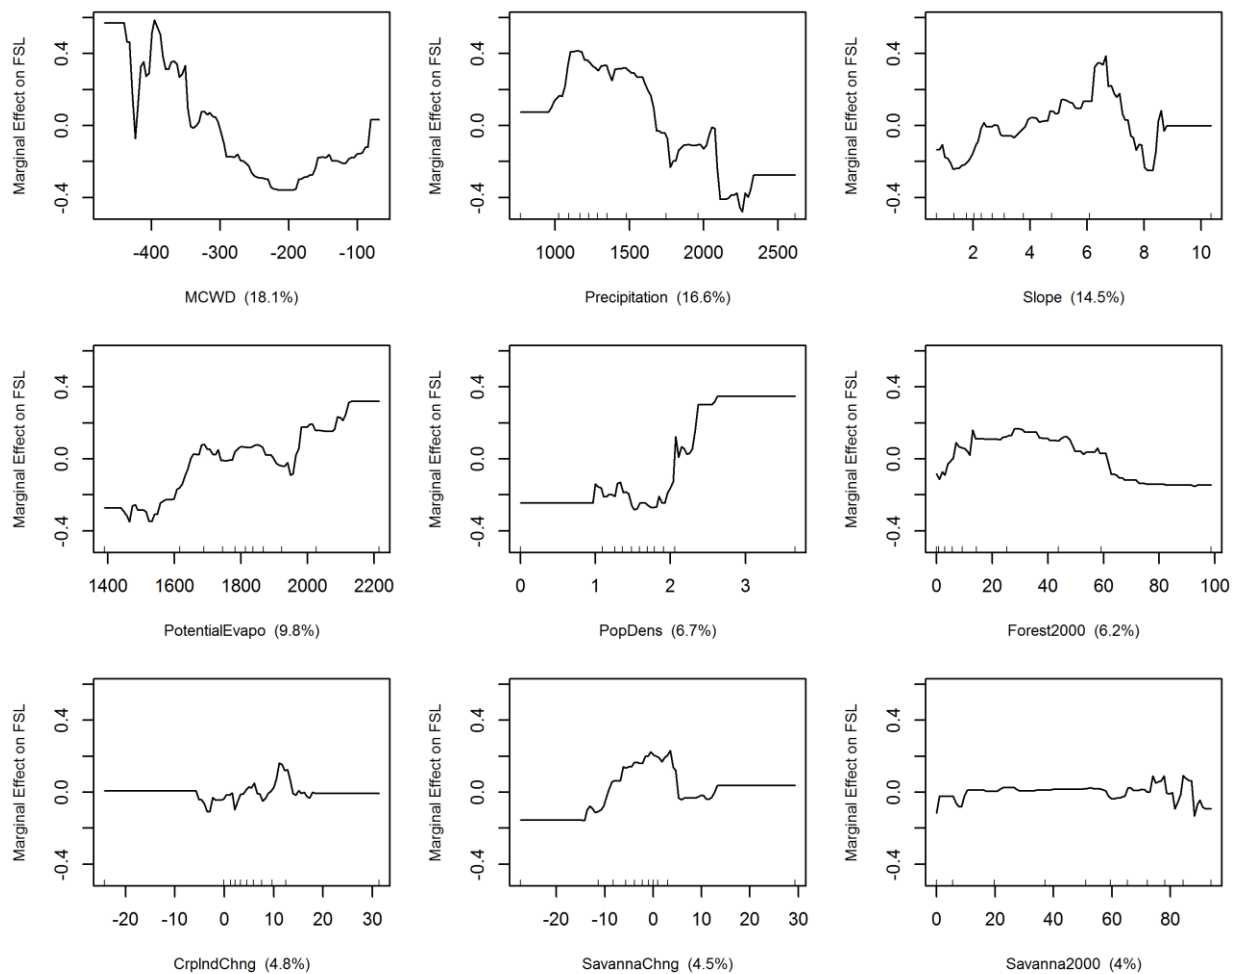 Marginal Effect on FSL
0.4
0.0
-0.4
-400 -300 -200 -100
MCWD (18.1%)
Marginal Effect on FSL
0.4
0.0
-0.4
1000 1500 2000 2500
Precipitation (16.6%)
Marginal Effect on FSL
0.4
0.0
-0.4
2 4 6 8 10
Slope (14.5%)
Marginal Effect on FSL
0.4
0.0
-0.4
1400 1600 1800 2000 2200
PotentialEvapo (9.8%)
Marginal Effect on FSL
0.4
0.0
-0.4
0 1 2 3
PopDens (6.7%)
Marginal Effect on FSL
0.4
0.0
-0.4
0 20 40 60 80 100
Forest2000 (6.2%)
Marginal Effect on FSL
0.4
0.0
-0.4
-20 -10 0 10 20 30
CrplndChng (4.8%)
Marginal Effect on FSL
0.4
0.0
-0.4
-20 -10 0 10 20 30
SavannaChng (4.5%)
Marginal Effect on FSL
0.4
0.0
-0.4
0 20 40 60 80
Savanna2000 (4%)